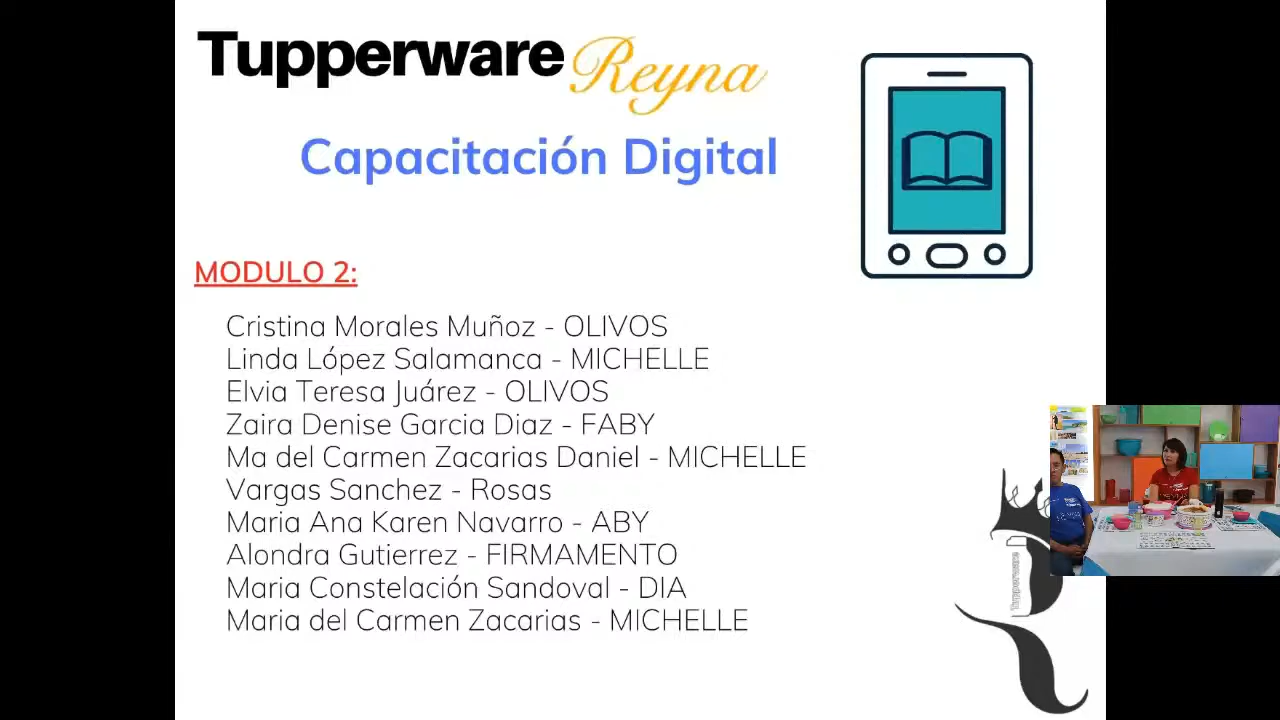 Tupperware Reyna
Capacitación Digital
MODULO 2:
Cristina Morales Muñoz - OLIVOS
Linda López Salamanca - MICHELLE
Elvia Teresa Juárez - OLIVOS
Zaira Denise Garcia Diaz - FABY
Ma del Carmen Zacarias Daniel - MICHELLE
Vargas Sanchez - Rosas
Maria Ana Karen Navarro - ABY
Alondra Gutierrez - FIRMAMENTO
Maria Constelación Sandoval - DIA
Maria del Carmen Zacarias - MICHELLE
Tupperware